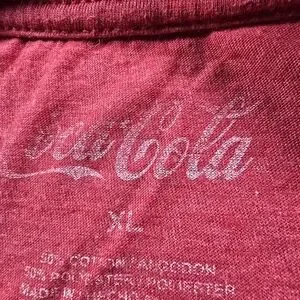 Coca-Cola
XL
50% COTTON / ALGODON
50% POLYESTER / POLIESTER
MADE IN